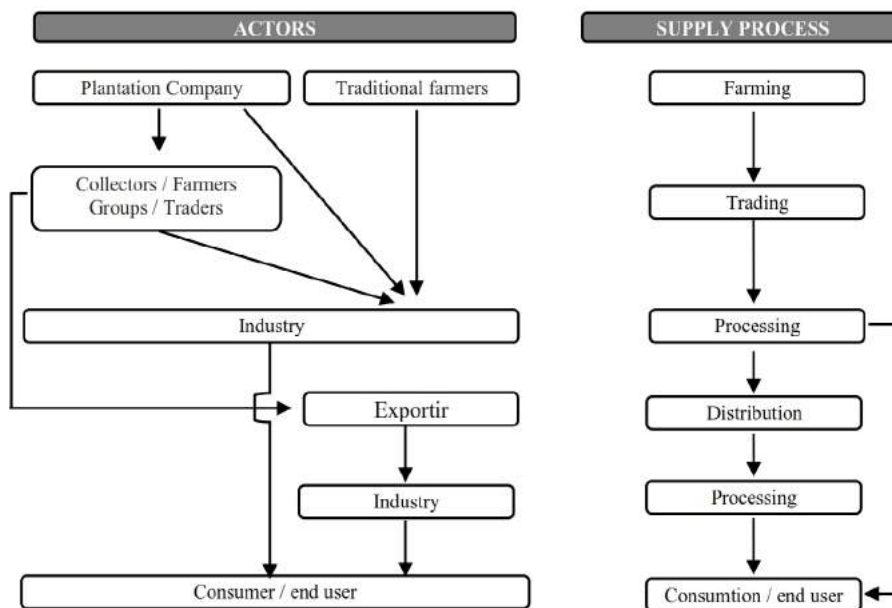 ACTORS
SUPPLY PROCESS
Plantation Company
Traditional farmers
Farming
Collectors / Farmers
Groups / Traders
Trading
Industry
Processing
Exportir
Distribution
Industry
Processing
Consumer / end user
Consumtion / end user